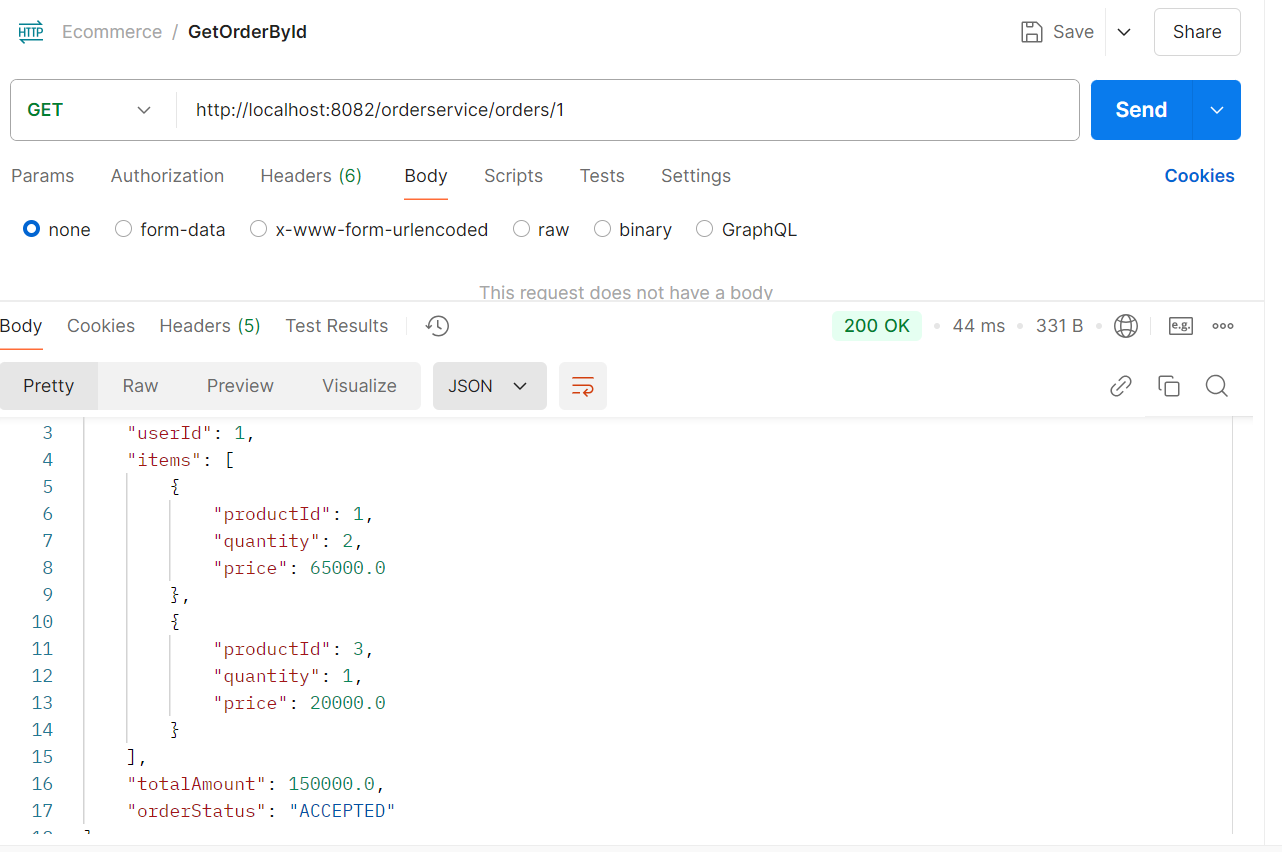 HTTP Ecommerce / GetOrderById Save Share
GET http://localhost:8082/orderservice/orders/1 Send
Params Authorization Headers (6) Body Scripts Tests Settings Cookies
none form-data x-www-form-urlencoded raw binary GraphQL
This request does not have a body
Body Cookies Headers (5) Test Results 200 OK 44 ms 331 B e.g.
Pretty Raw Preview Visualize JSON
3 "userId": 1,
4 "items": [
5 {
6 "productId": 1,
7 "quantity": 2,
8 "price": 65000.0
9 },
10 {
11 "productId": 3,
12 "quantity": 1,
13 "price": 20000.0
14 }
15 ],
16 "totalAmount": 150000.0,
17 "orderStatus": "ACCEPTED"